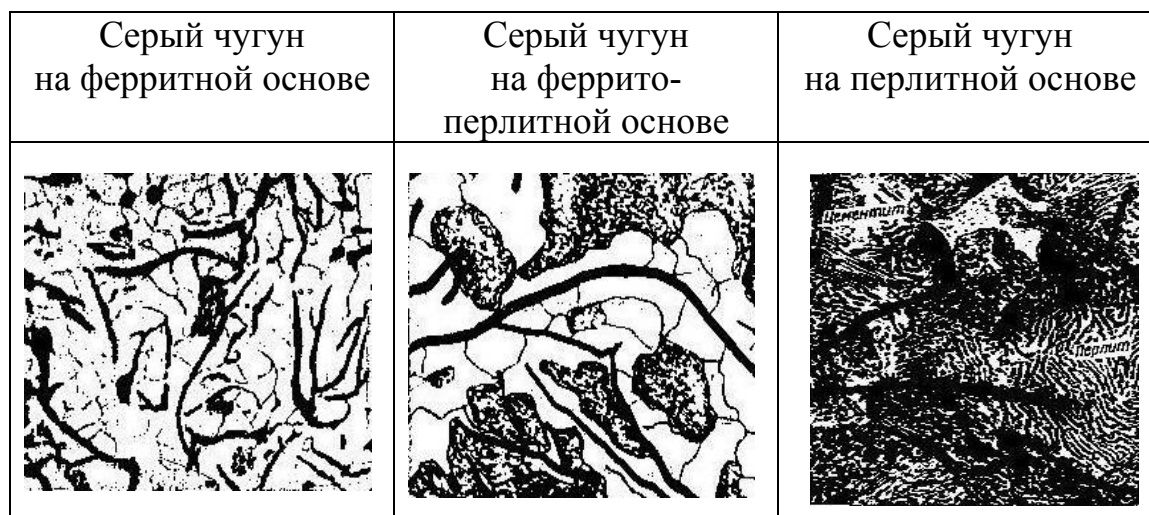 Серый чугун
на ферритной основе
Серый чугун
на феррито-
перлитной основе
Серый чугун
на перлитной основе
Цементит
Перлит